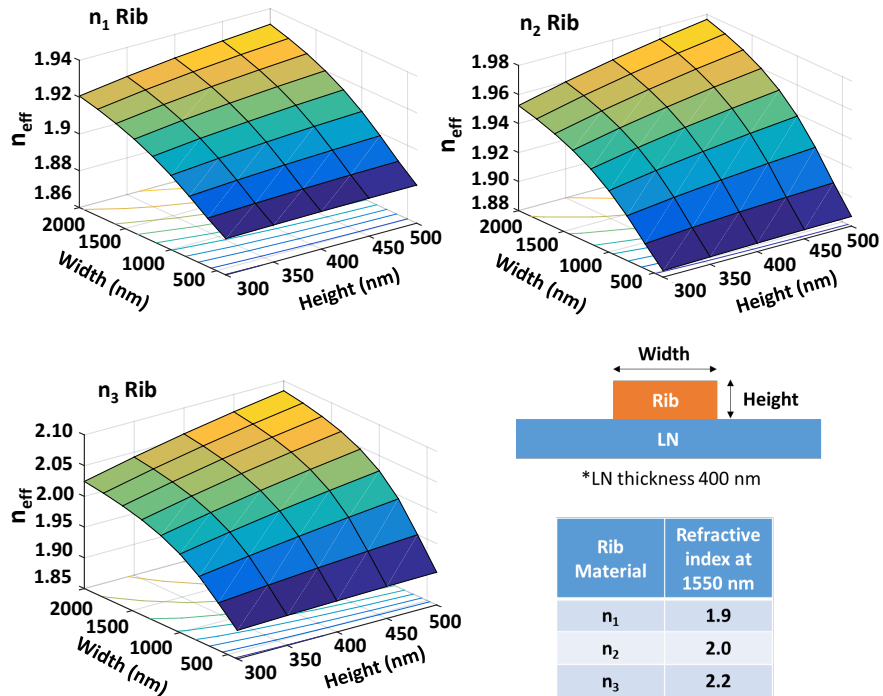 n₁ Rib
1.94
1.92
1.9
1.88
1.86
n_eff
2000
1500
1000
500
Width (nm)
300
350
400
450
500
Height (nm)
n₂ Rib
1.98
1.96
1.94
1.92
1.90
1.88
n_eff
2000
1500
1000
500
Width (nm)
300
350
400
450
500
Height (nm)
n₃ Rib
2.10
2.05
2.00
1.95
1.90
1.85
n_eff
2000
1500
1000
500
Width (nm)
300
350
400
450
500
Height (nm)
Width
Rib
Height
LN
*LN thickness 400 nm
Rib
Material
Refractive
index at
1550 nm
n₁ 1.9
n₂ 2.0
n₃ 2.2